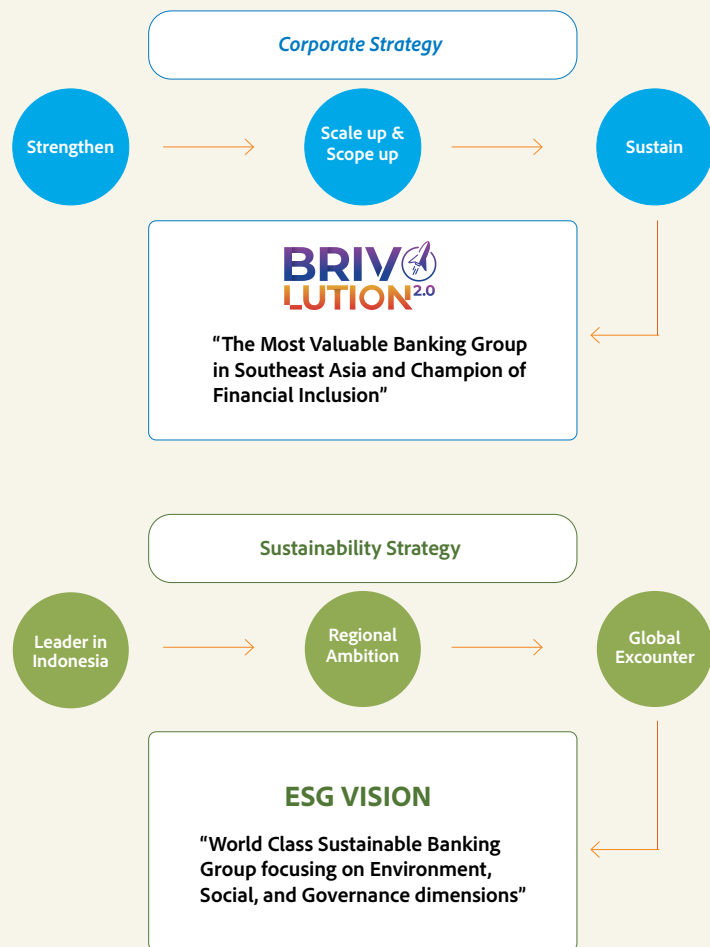 Corporate Strategy
Strengthen
Scale up &
Scope up
Sustain
BRIVO
LUTION 2.0
“The Most Valuable Banking Group
in Southeast Asia and Champion of
Financial Inclusion”
Sustainability Strategy
Leader in
Indonesia
Regional
Ambition
Global
Excounter
ESG VISION
“World Class Sustainable Banking
Group focusing on Environment,
Social, and Governance dimensions”